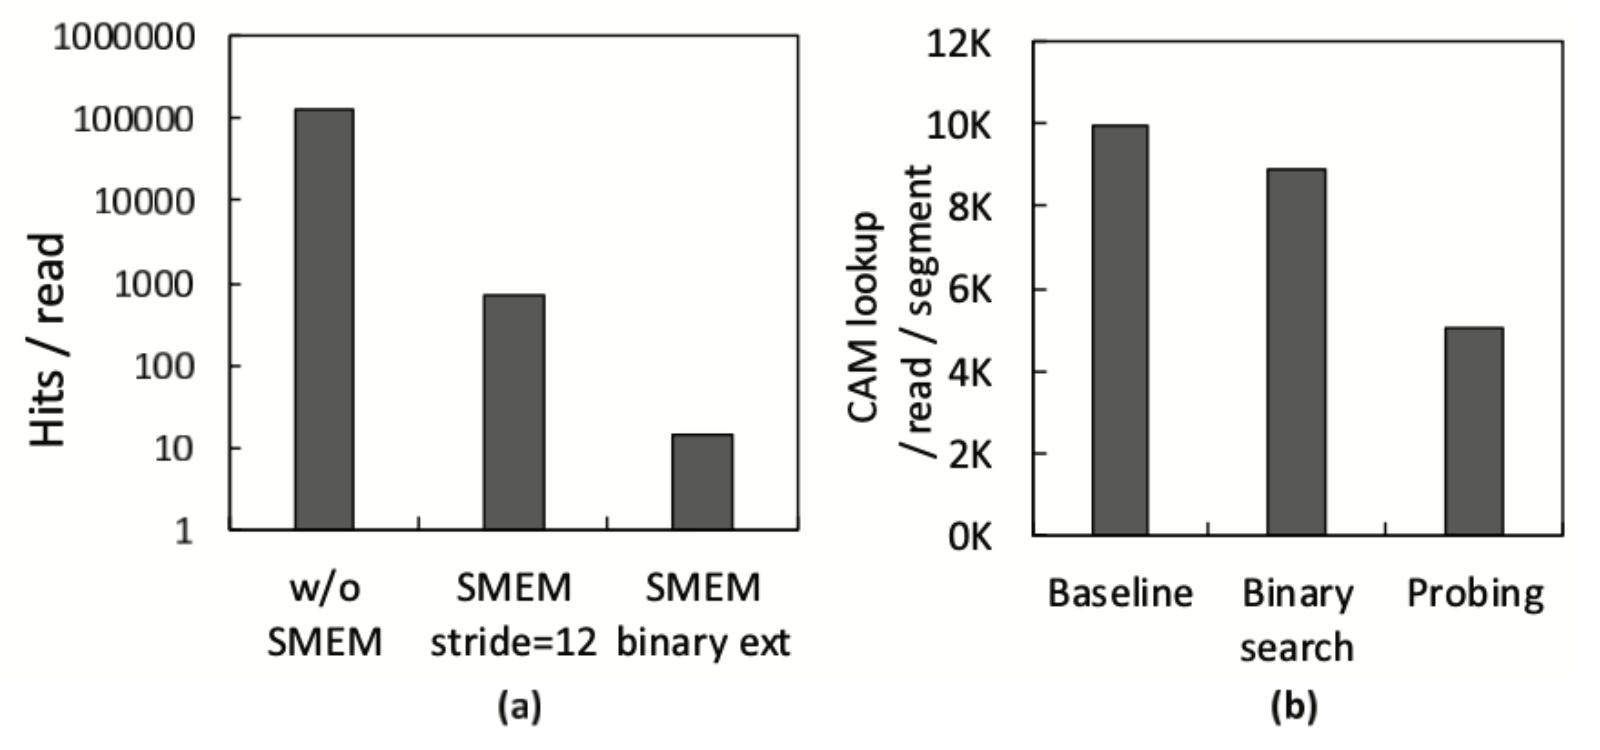 1000000
100000
10000
1000
100
10
1
Hits / read
w/o
SMEM
SMEM
stride=12
SMEM
binary ext
(a)
12K
10K
8K
6K
4K
2K
0K
CAM lookup
/ read / segment
Baseline
Binary
search
Probing
(b)